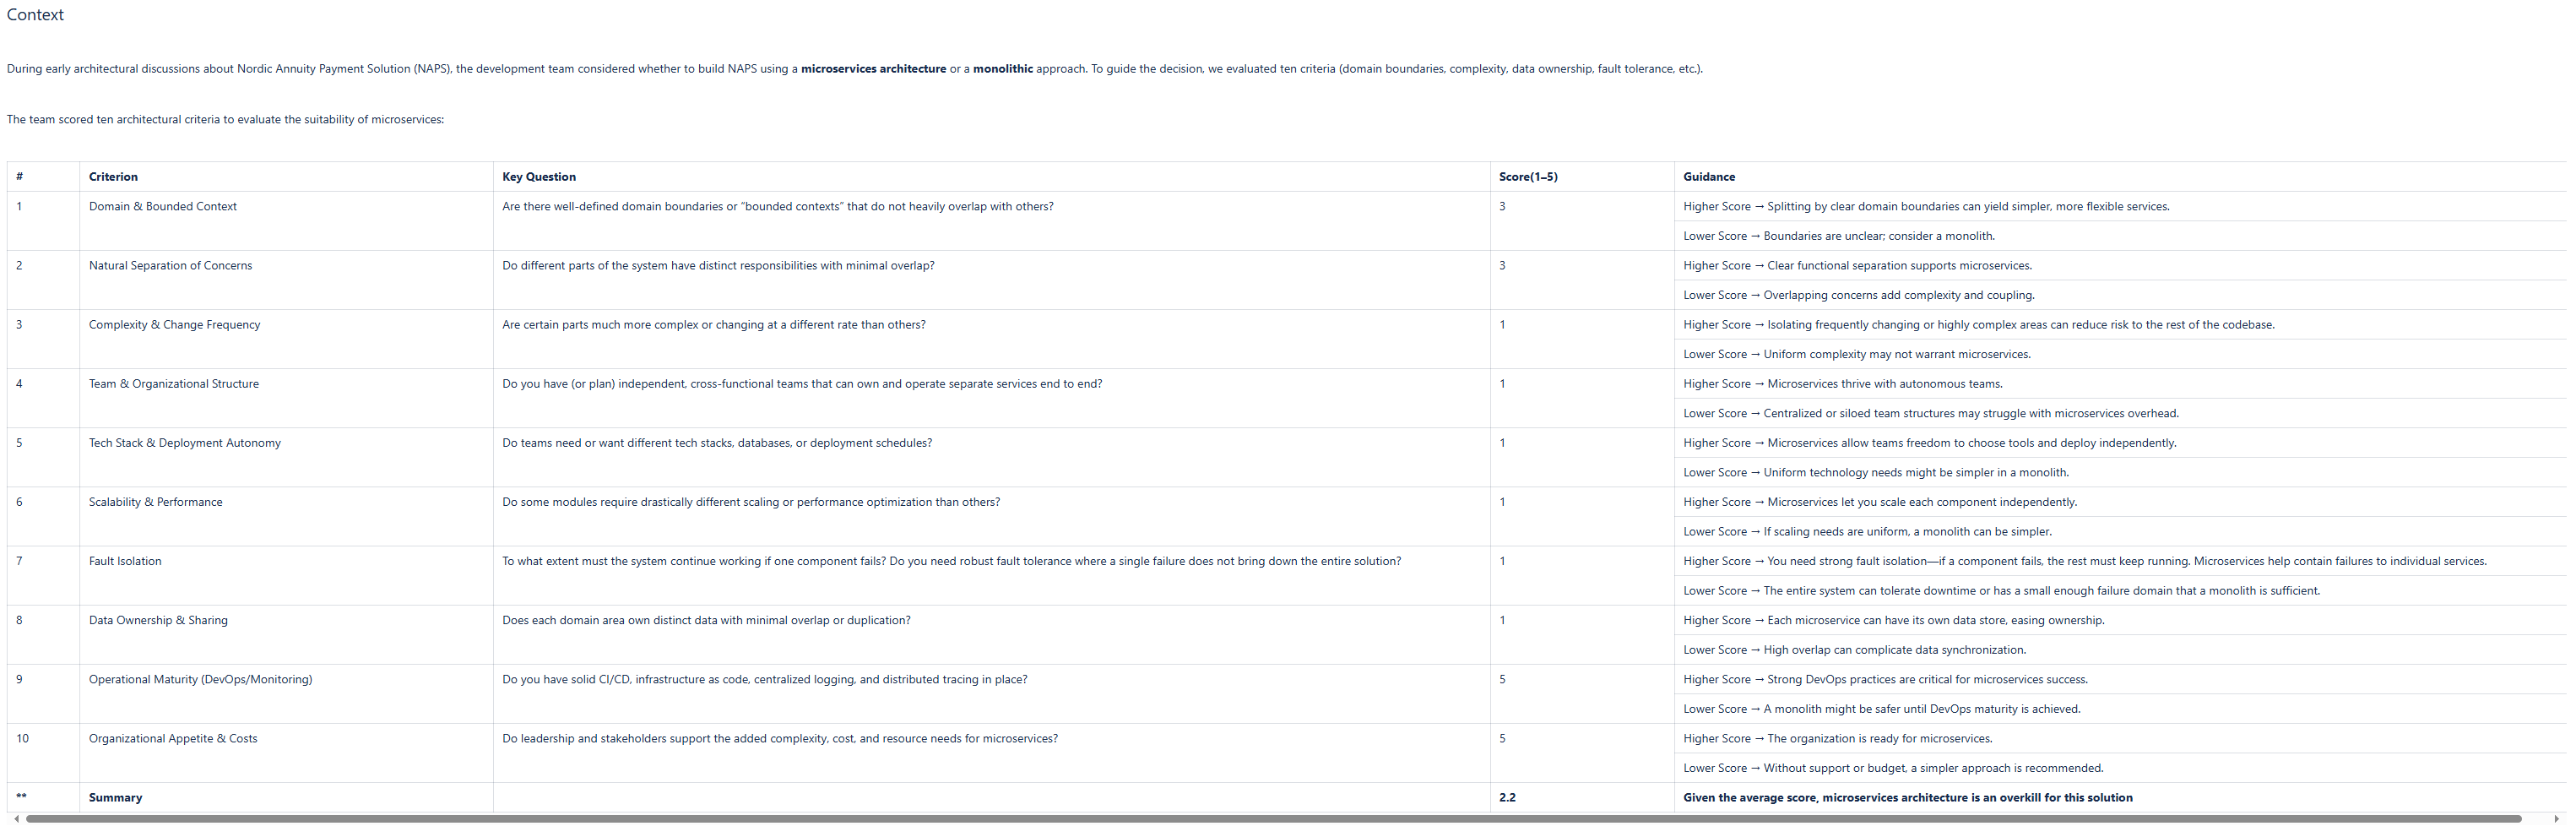 Context
During early architectural discussions about Nordic Annuity Payment Solution (NAPS), the development team considered whether to build NAPS using a microservices architecture or a monolithic approach. To guide the decision, we evaluated ten criteria (domain boundaries, complexity, data ownership, fault tolerance, etc.).
The team scored ten architectural criteria to evaluate the suitability of microservices:
# Criterion Key Question Score(1–5) Guidance
1 Domain & Bounded Context Are there well-defined domain boundaries or “bounded contexts” that do not heavily overlap with others? 3 Higher Score → Splitting by clear domain boundaries can yield simpler, more flexible services.
Lower Score → Boundaries are unclear; consider a monolith.
2 Natural Separation of Concerns Do different parts of the system have distinct responsibilities with minimal overlap? 3 Higher Score → Clear functional separation supports microservices.
Lower Score → Overlapping concerns add complexity and coupling.
3 Complexity & Change Frequency Are certain parts much more complex or changing at a different rate than others? 1 Higher Score → Isolating frequently changing or highly complex areas can reduce risk to the rest of the codebase.
Lower Score → Uniform complexity may not warrant microservices.
4 Team & Organizational Structure Do you have (or plan) independent, cross-functional teams that can own and operate separate services end to end? 1 Higher Score → Microservices thrive with autonomous teams.
Lower Score → Centralized or siloed team structures may struggle with microservices overhead.
5 Tech Stack & Deployment Autonomy Do teams need or want different tech stacks, databases, or deployment schedules? 1 Higher Score → Microservices allow teams freedom to choose tools and deploy independently.
Lower Score → Uniform technology needs might be simpler in a monolith.
6 Scalability & Performance Do some modules require drastically different scaling or performance optimization than others? 1 Higher Score → Microservices let you scale each component independently.
Lower Score → If scaling needs are uniform, a monolith can be simpler.
7 Fault Isolation To what extent must the system continue working if one component fails? Do you need robust fault tolerance where a single failure does not bring down the entire solution? 1 Higher Score → You need strong fault isolation—if a component fails, the rest must keep running. Microservices help contain failures to individual services.
Lower Score → The entire system can tolerate downtime or has a small enough failure domain that a monolith is sufficient.
8 Data Ownership & Sharing Does each domain area own distinct data with minimal overlap or duplication? 1 Higher Score → Each microservice can have its own data store, easing ownership.
Lower Score → High overlap can complicate data synchronization.
9 Operational Maturity (DevOps/Monitoring) Do you have solid CI/CD, infrastructure as code, centralized logging, and distributed tracing in place? 5 Higher Score → Strong DevOps practices are critical for microservices success.
Lower Score → A monolith might be safer until DevOps maturity is achieved.
10 Organizational Appetite & Costs Do leadership and stakeholders support the added complexity, cost, and resource needs for microservices? 5 Higher Score → The organization is ready for microservices.
Lower Score → Without support or budget, a simpler approach is recommended.
** Summary 2.2 Given the average score, microservices architecture is an overkill for this solution